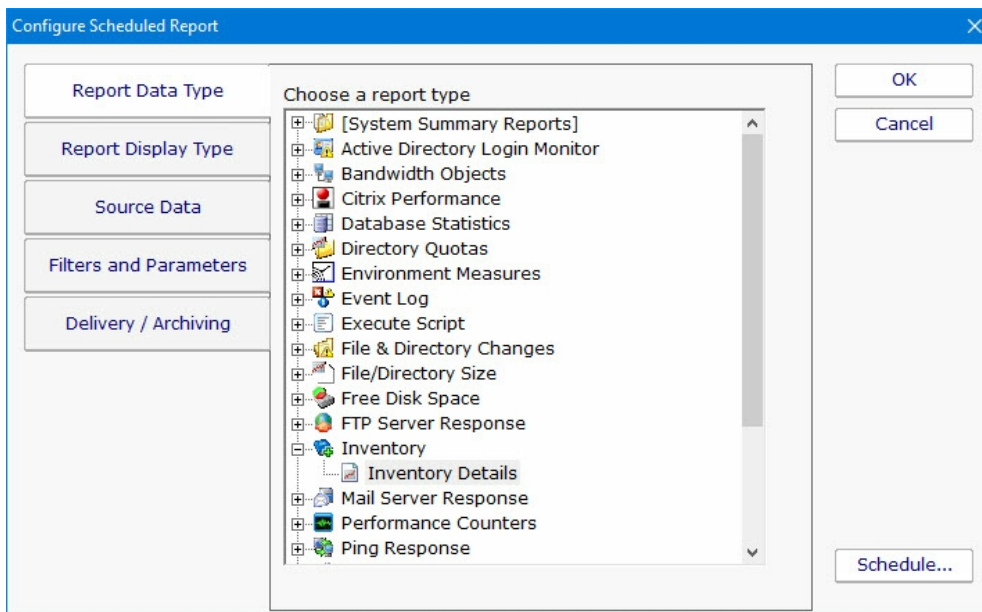 Configure Scheduled Report
Report Data Type
Report Display Type
Source Data
Filters and Parameters
Delivery / Archiving
Choose a report type
[System Summary Reports]
Active Directory Login Monitor
Bandwidth Objects
Citrix Performance
Database Statistics
Directory Quotas
Environment Measures
Event Log
Execute Script
File & Directory Changes
File/Directory Size
Free Disk Space
FTP Server Response
Inventory
Inventory Details
Mail Server Response
Performance Counters
Ping Response
OK
Cancel
Schedule...